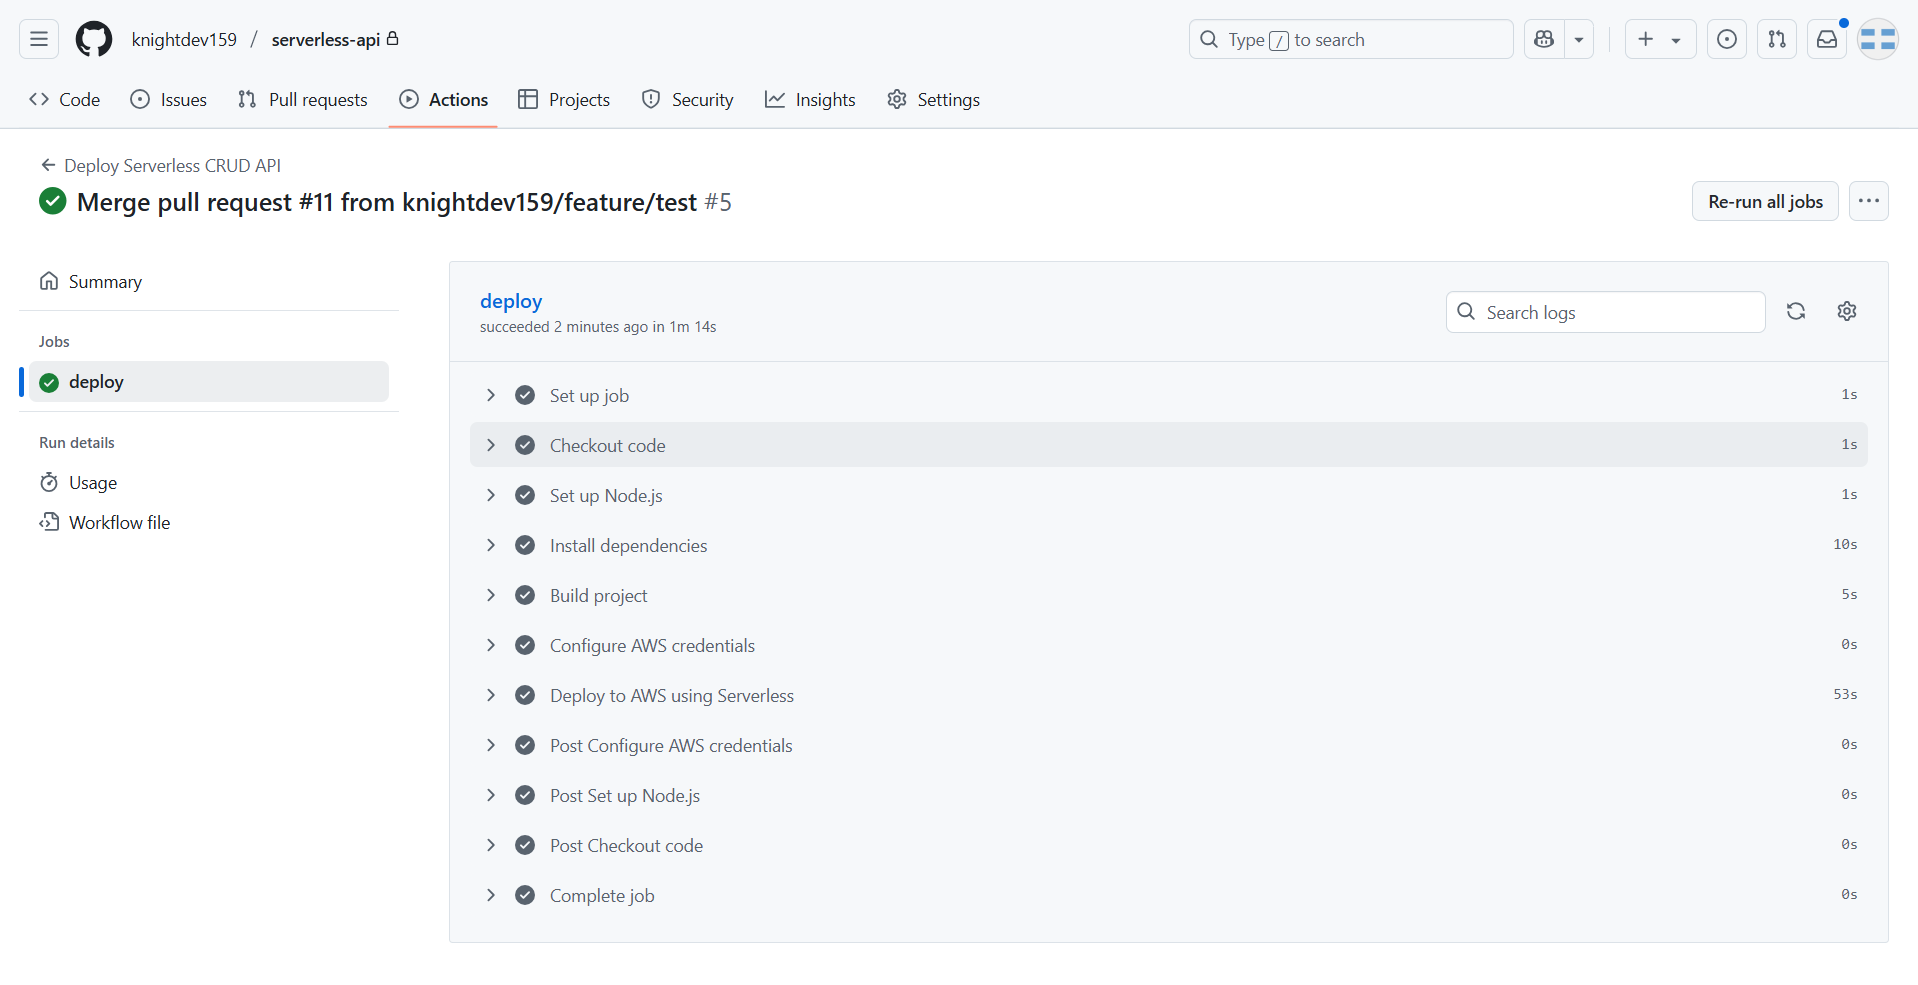 knightdev159 / serverless-api
Type / to search
Code
Issues
Pull requests
Actions
Projects
Security
Insights
Settings
Deploy Serverless CRUD API
Merge pull request #11 from knightdev159/feature/test #5
Re-run all jobs
Summary
Jobs
deploy
Run details
Usage
Workflow file
deploy
succeeded 2 minutes ago in 1m 14s
Search logs
Set up job 1s
Checkout code 1s
Set up Node.js 1s
Install dependencies 10s
Build project 5s
Configure AWS credentials 0s
Deploy to AWS using Serverless 53s
Post Configure AWS credentials 0s
Post Set up Node.js 0s
Post Checkout code 0s
Complete job 0s